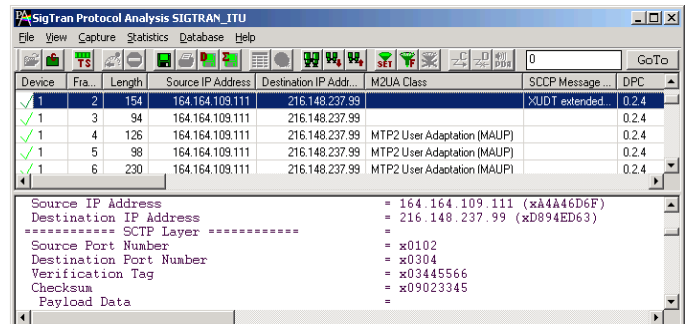 SigTran Protocol Analysis SIGTRAN_ITU
File View Capture Statistics Database Help
TS SET 0 GoTo
Device Fra... Length Source IP Address Destination IP Addr... M2UA Class SCCP Message ... DPC
1 2 154 164.164.109.111 216.148.237.99 XUDT extended... 0.2.4
1 3 94 164.164.109.111 216.148.237.99 0.2.4
1 4 126 164.164.109.111 216.148.237.99 MTP2 User Adaptation (MAUP) 0.2.4
1 5 98 164.164.109.111 216.148.237.99 MTP2 User Adaptation (MAUP) 0.2.4
1 6 230 164.164.109.111 216.148.237.99 MTP2 User Adaptation (MAUP) 0.2.4
Source IP Address = 164.164.109.111 (xA4A46D6F)
Destination IP Address = 216.148.237.99 (xD894ED63)
============ SCTP Layer ============ =
Source Port Number = x0102
Destination Port Number = x0304
Verification Tag = x03445566
Checksum = x09023345
Payload Data =